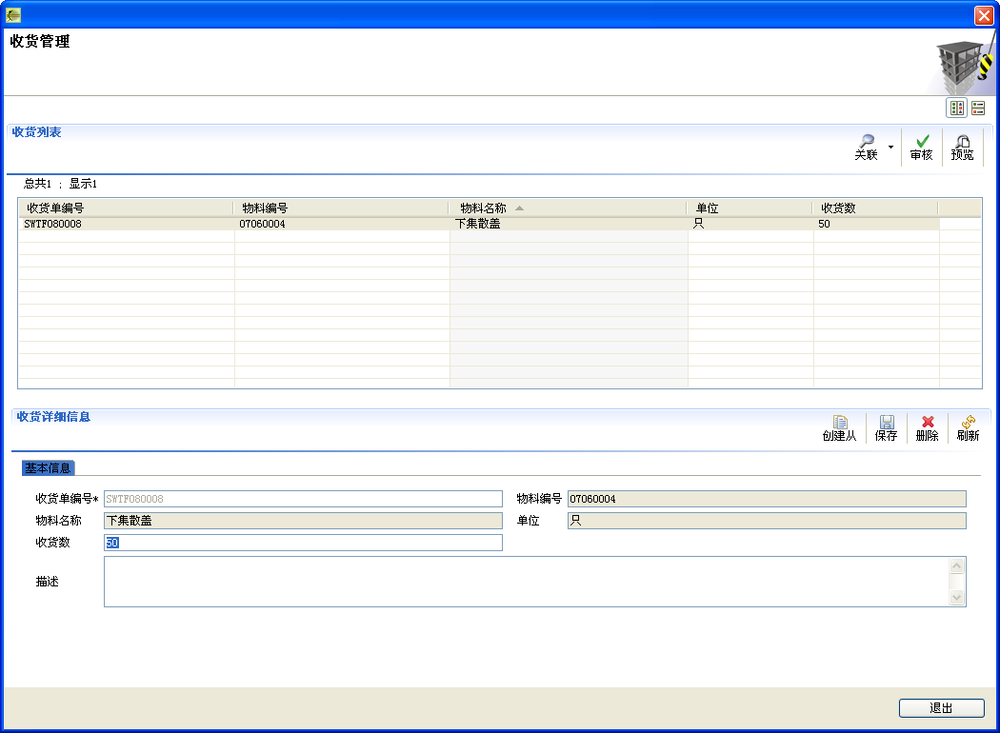 收货管理
收货列表
关联 审核 预览
总共1 ; 显示1
收货单编号 物料编号 物料名称 单位 收货数
SWTF080008 07060004 下集散盖 只 50
收货详细信息
创建从 保存 删除 刷新
基本信息
收货单编号* SWTF080008 物料编号 07060004
物料名称 下集散盖 单位 只
收货数 50
描述
退出